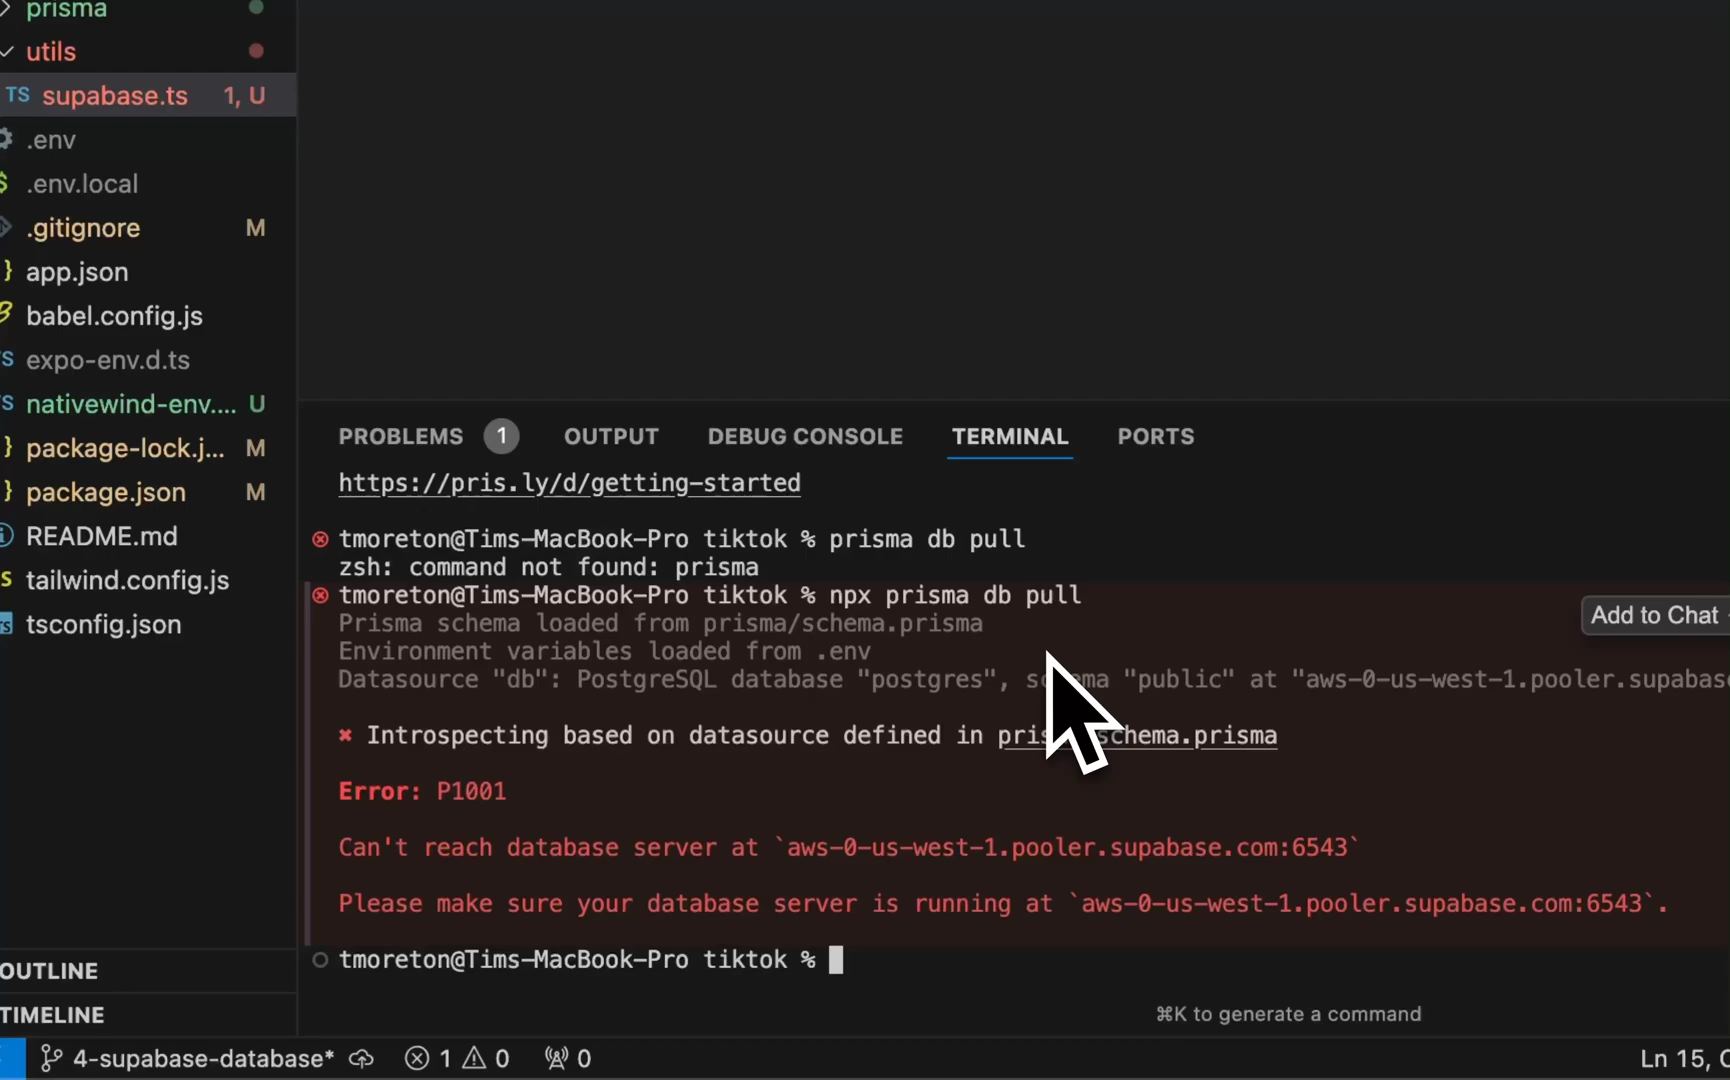 prisma
utils
TS supabase.ts 1, U
.env
$ .env.local
.gitignore M
} app.json
babel.config.js
TS expo-env.d.ts
TS nativewind-env.... U
} package-lock.j... M
} package.json M
README.md
JS tailwind.config.js
TS tsconfig.json
OUTLINE
TIMELINE
PROBLEMS 1 OUTPUT DEBUG CONSOLE TERMINAL PORTS
https://pris.ly/d/getting-started
tmoreton@Tims-MacBook-Pro tiktok % prisma db pull
zsh: command not found: prisma
tmoreton@Tims-MacBook-Pro tiktok % npx prisma db pull
Add to Chat
Prisma schema loaded from prisma/schema.prisma
Environment variables loaded from .env
Datasource "db": PostgreSQL database "postgres", schema "public" at "aws-0-us-west-1.pooler.supabas
✖ Introspecting based on datasource defined in prisma/schema.prisma
Error: P1001
Can't reach database server at `aws-0-us-west-1.pooler.supabase.com:6543`
Please make sure your database server is running at `aws-0-us-west-1.pooler.supabase.com:6543`.
tmoreton@Tims-MacBook-Pro tiktok %
⌘K to generate a command
4-supabase-database* 1 0 0
Ln 15,